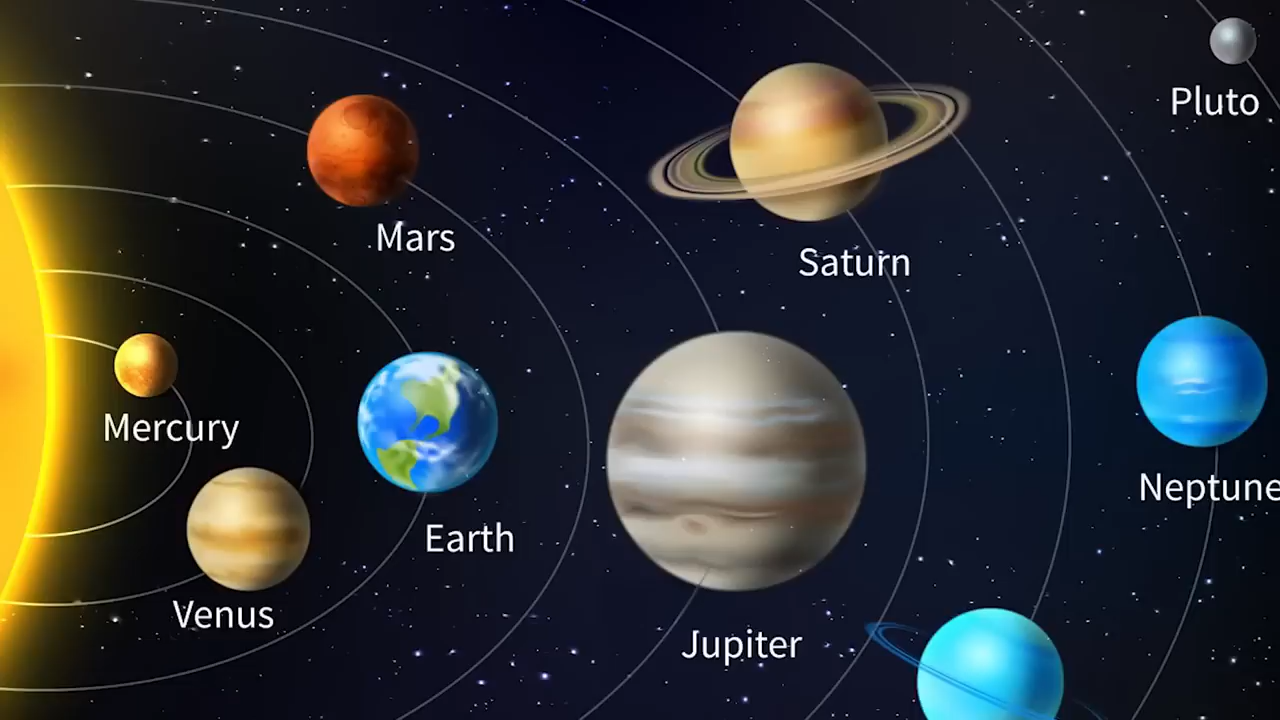 Pluto
Mars
Saturn
Mercury
Neptune
Earth
Venus
Jupiter